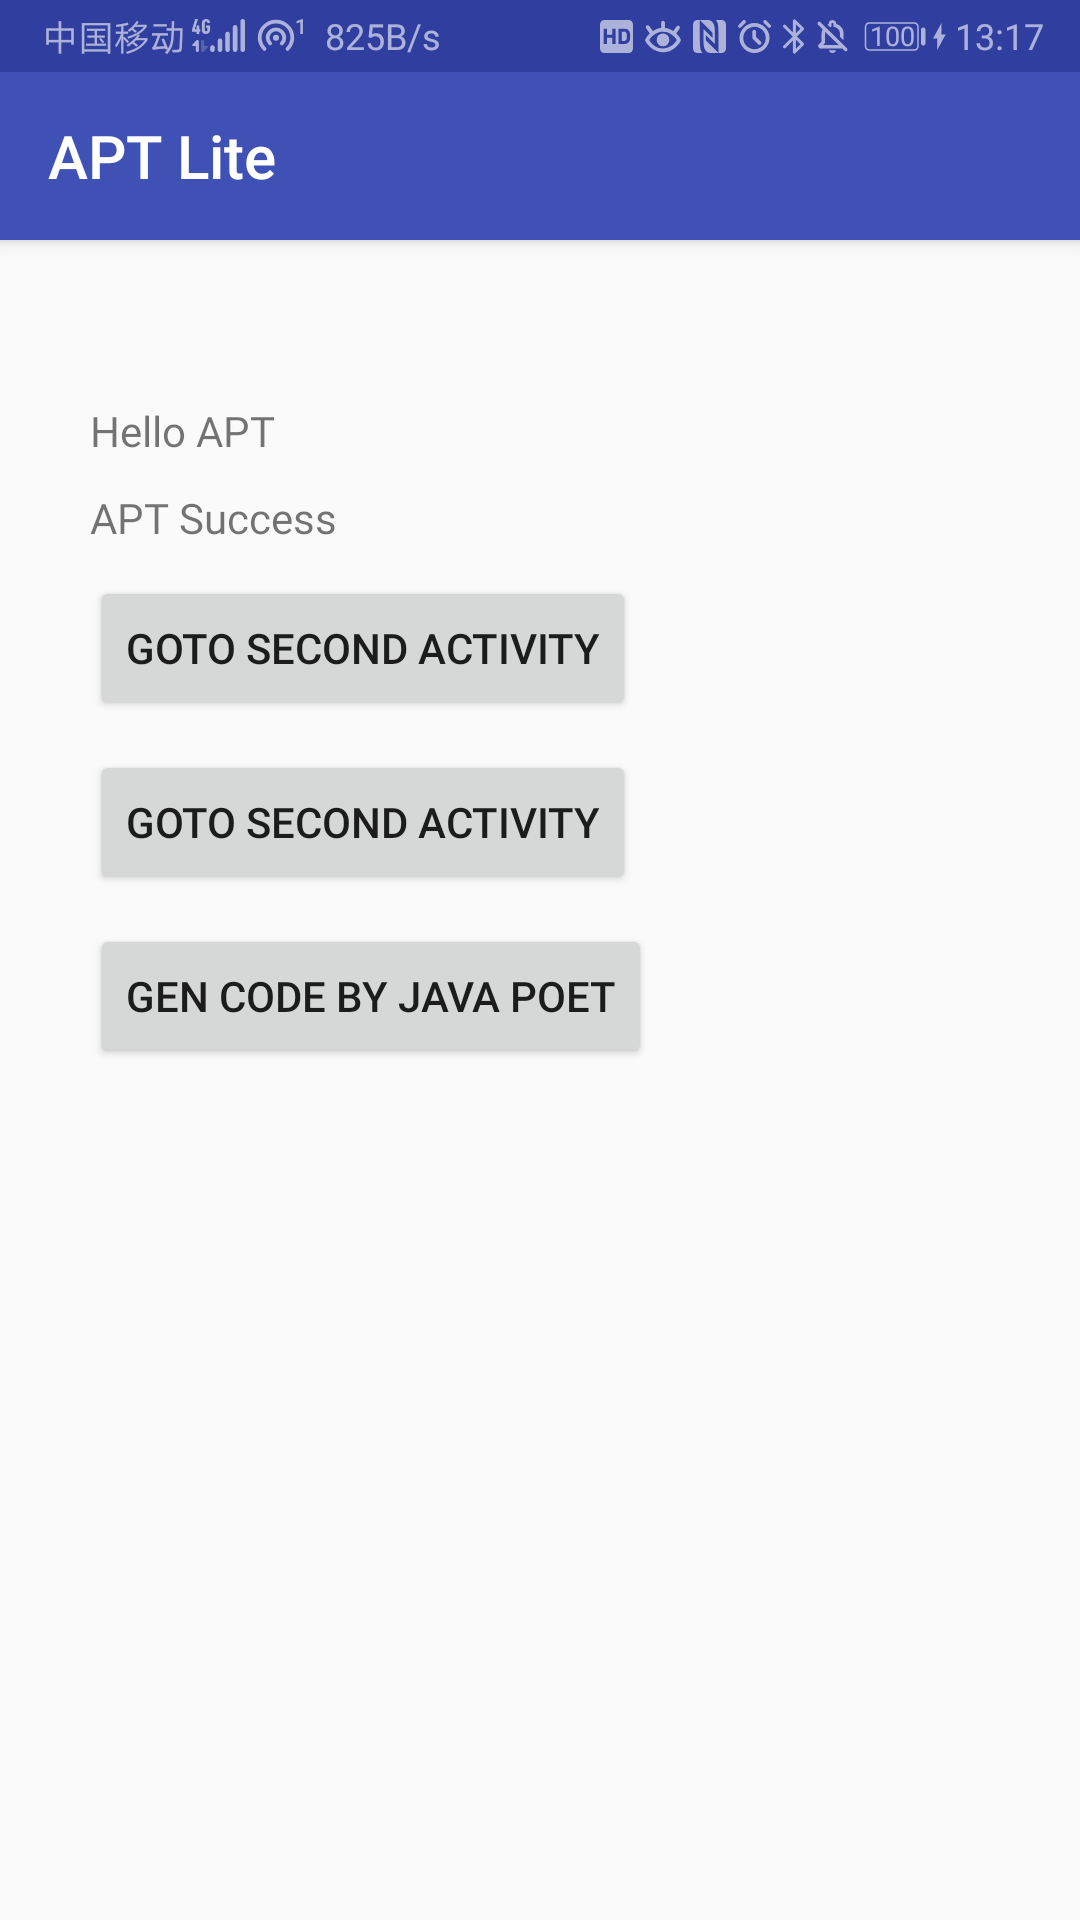 中国移动 4G 1 825B/s HD 100 13:17
APT Lite
Hello APT
APT Success
GOTO SECOND ACTIVITY
GOTO SECOND ACTIVITY
GEN CODE BY JAVA POET